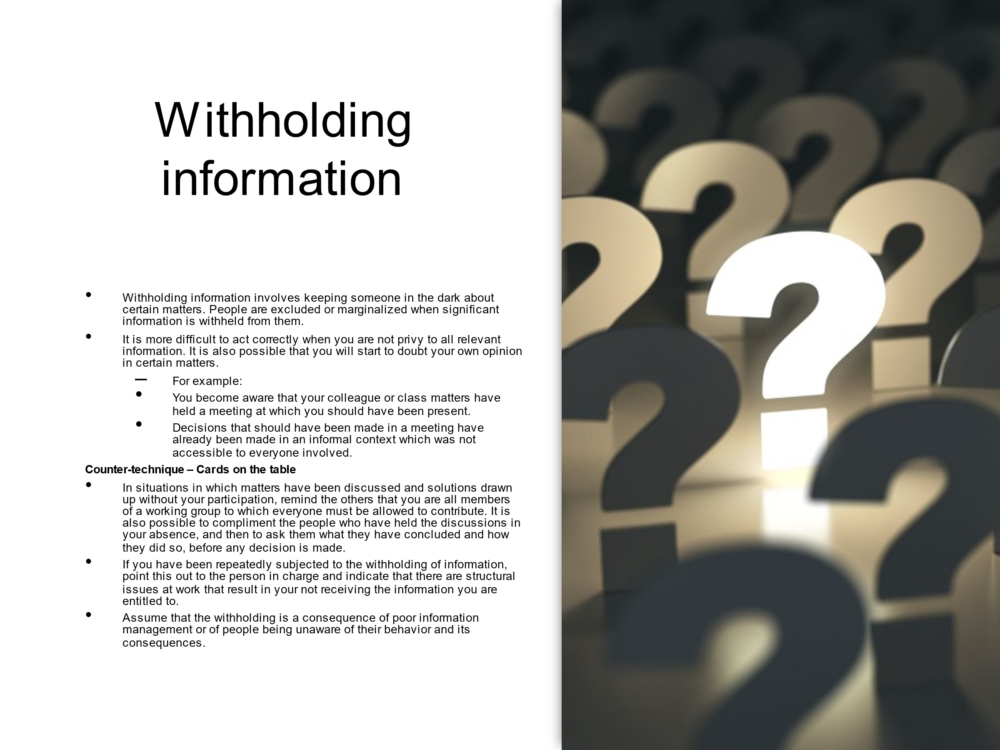 Withholding
information
• Withholding information involves keeping someone in the dark about
certain matters. People are excluded or marginalized when significant
information is withheld from them.
• It is more difficult to act correctly when you are not privy to all relevant
information. It is also possible that you will start to doubt your own opinion
in certain matters.
— For example:
• You become aware that your colleague or class matters have
held a meeting at which you should have been present.
• Decisions that should have been made in a meeting have
already been made in an informal context which was not
accessible to everyone involved.
Counter-technique – Cards on the table
• In situations in which matters have been discussed and solutions drawn
up without your participation, remind the others that you are all members
of a working group to which everyone must be allowed to contribute. It is
also possible to compliment the people who have held the discussions in
your absence, and then to ask them what they have concluded and how
they did so, before any decision is made.
• If you have been repeatedly subjected to the withholding of information,
point this out to the person in charge and indicate that there are structural
issues at work that result in your not receiving the information you are
entitled to.
• Assume that the withholding is a consequence of poor information
management or of people being unaware of their behavior and its
consequences.